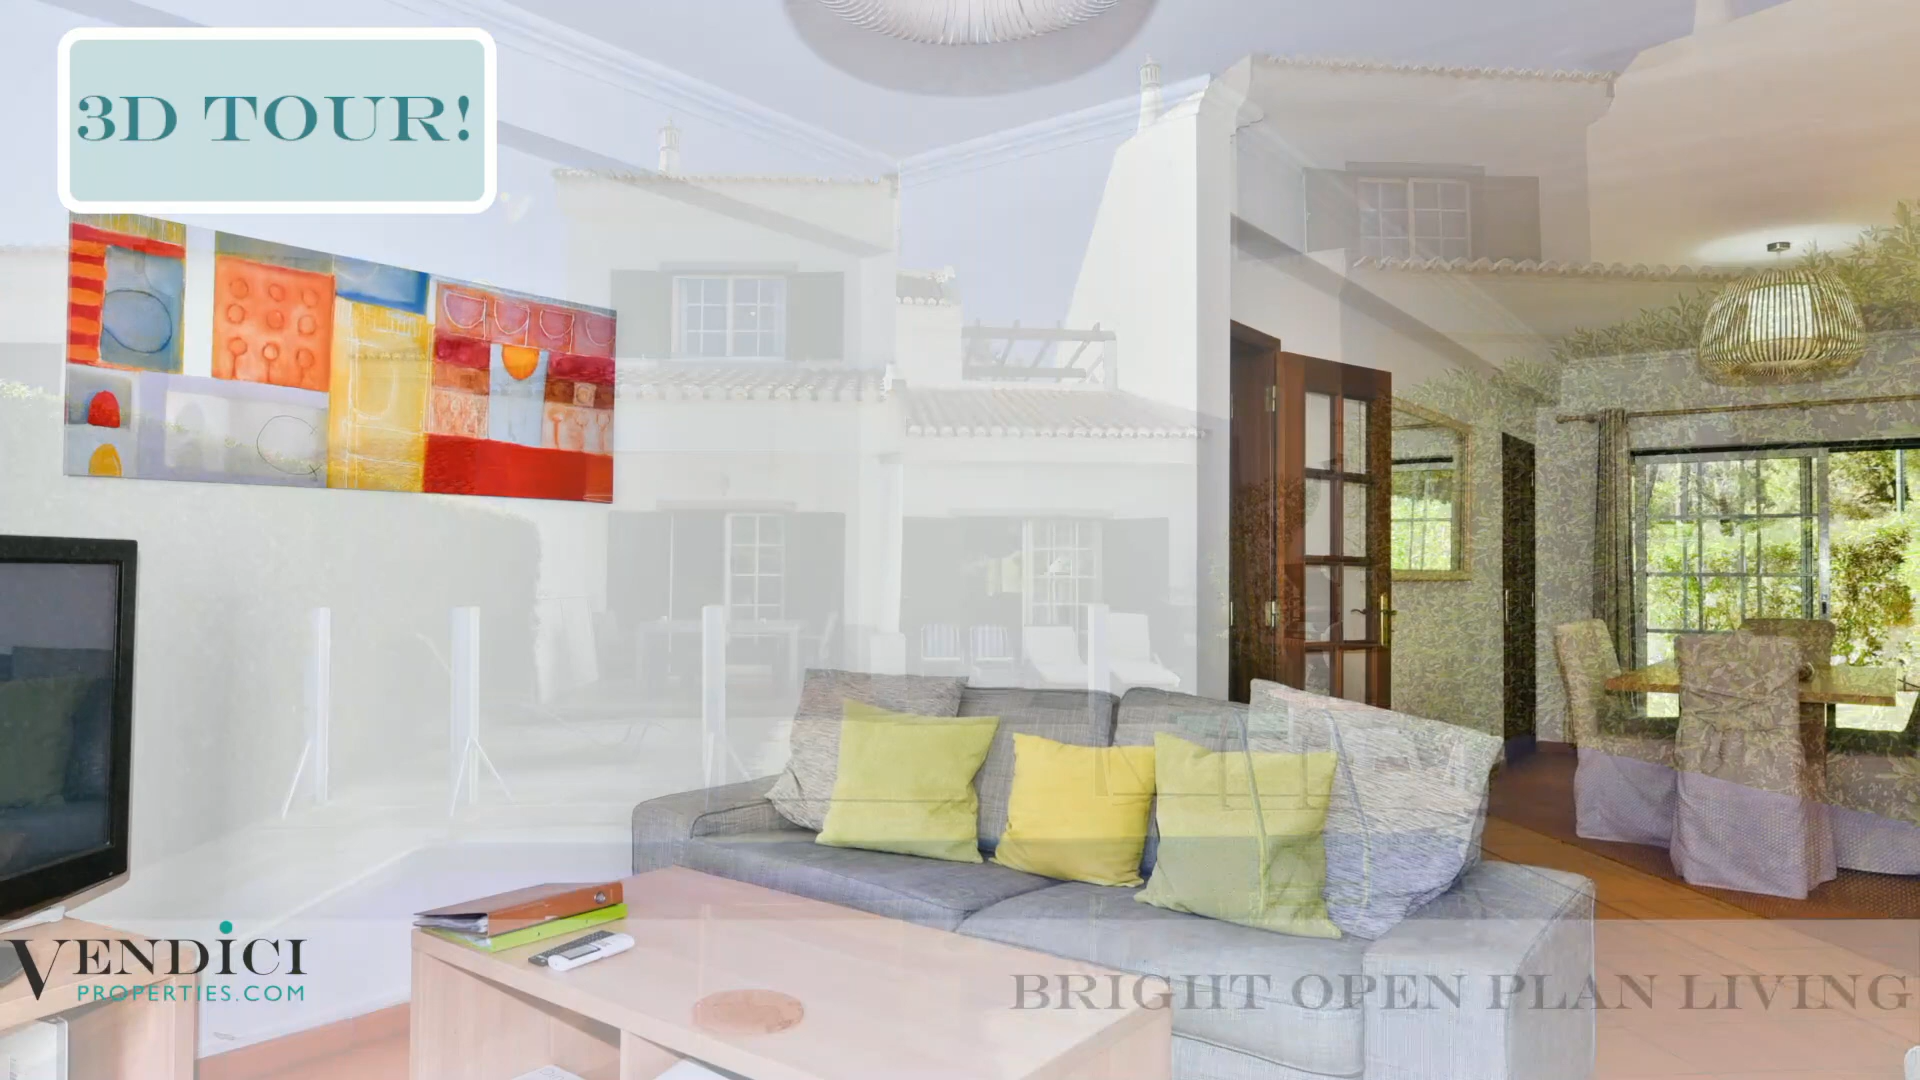 3D TOUR!
VENDICI
PROPERTIES.COM
BRIGHT OPEN PLAN LIVING